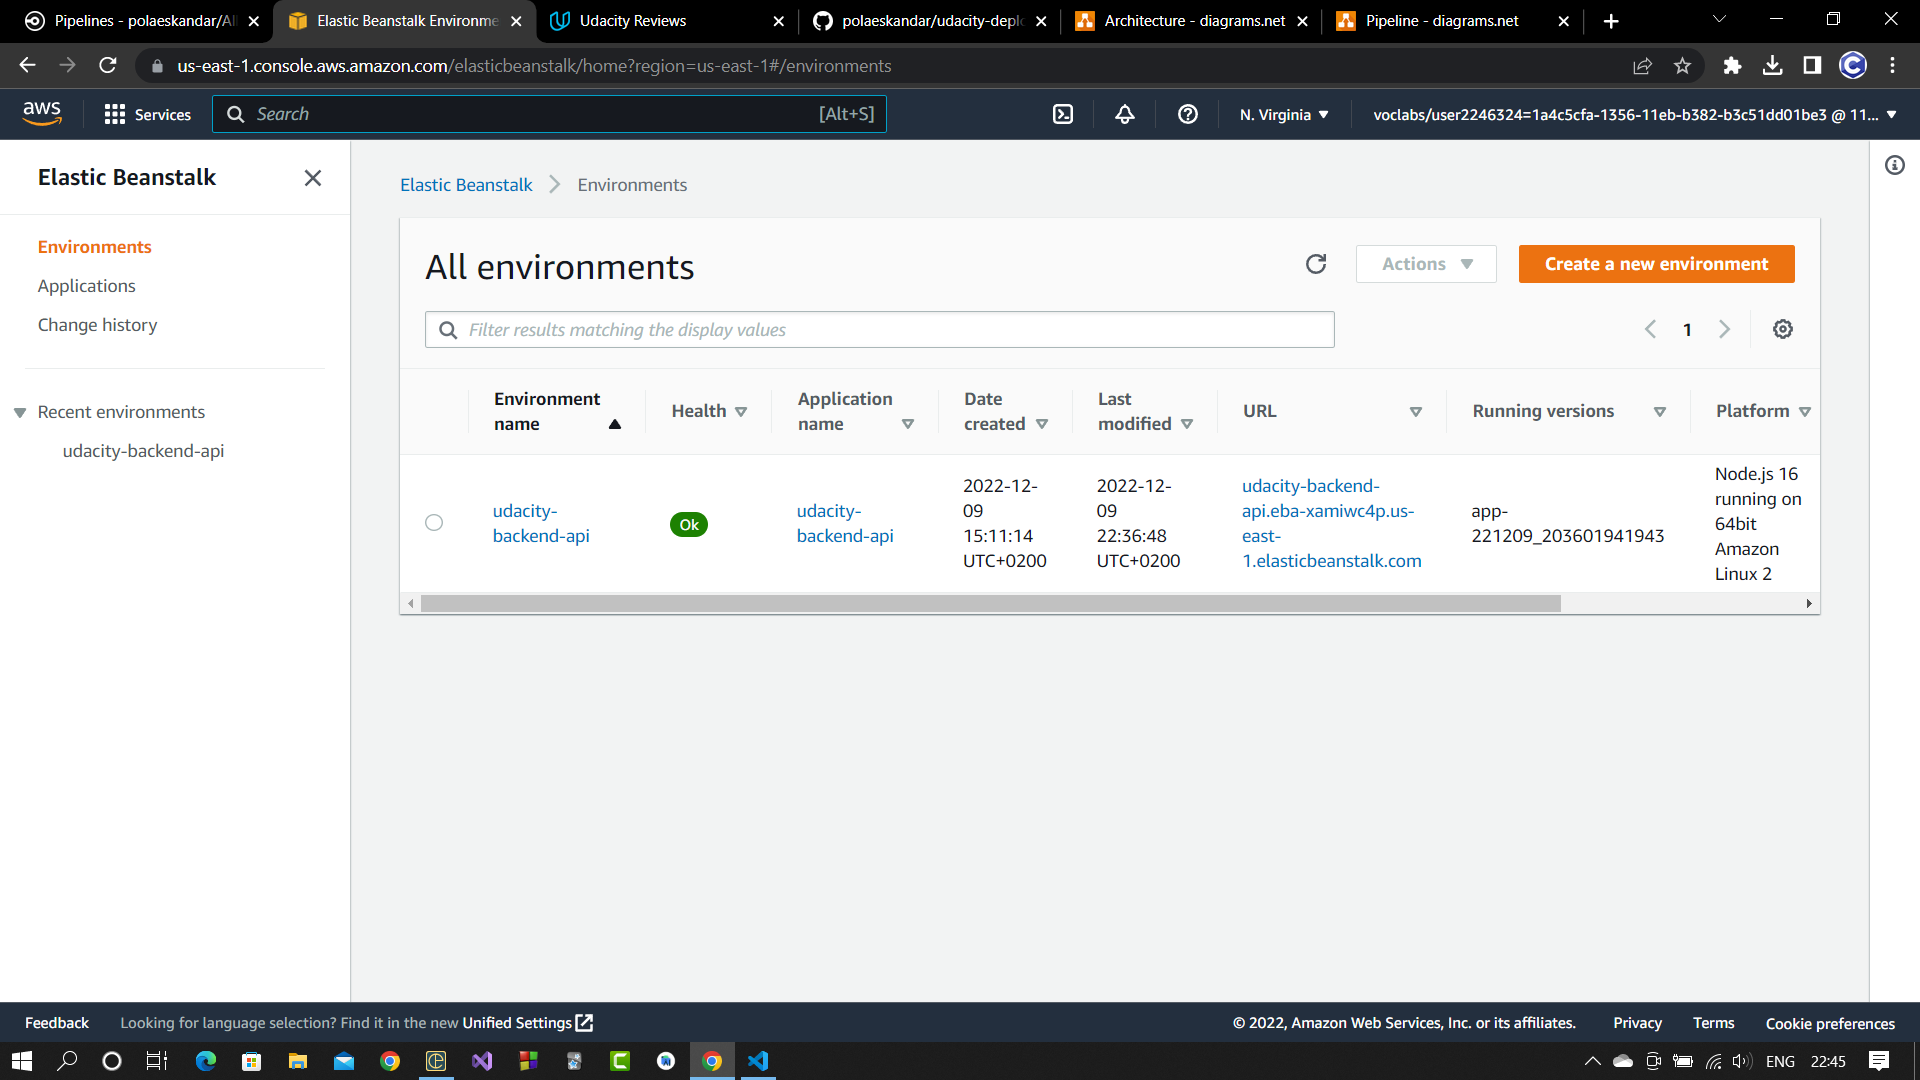 Pipelines - polaeskandar/Al
Elastic Beanstalk Environme
Udacity Reviews
polaeskandar/udacity-deplo
Architecture - diagrams.net
Pipeline - diagrams.net
us-east-1.console.aws.amazon.com/elasticbeanstalk/home?region=us-east-1#/environments
aws
Services
Search
[Alt+S]
N. Virginia
voclabs/user2246324=1a4c5cfa-1356-11eb-b382-b3c51dd01be3 @ 11...
Elastic Beanstalk
Environments
Applications
Change history
Recent environments
udacity-backend-api
Elastic Beanstalk
Environments
All environments
Actions
Create a new environment
Filter results matching the display values
1
Environment
name
Health
Application
name
Date
created
Last
modified
URL
Running versions
Platform
udacity-
backend-api
Ok
udacity-
backend-api
2022-12-
09
15:11:14
UTC+0200
2022-12-
09
22:36:48
UTC+0200
udacity-backend-
api.eba-xamiwc4p.us-
east-
1.elasticbeanstalk.com
app-
221209_203601941943
Node.js 16
running on
64bit
Amazon
Linux 2
Feedback
Looking for language selection? Find it in the new Unified Settings
© 2022, Amazon Web Services, Inc. or its affiliates.
Privacy
Terms
Cookie preferences
ENG
22:45